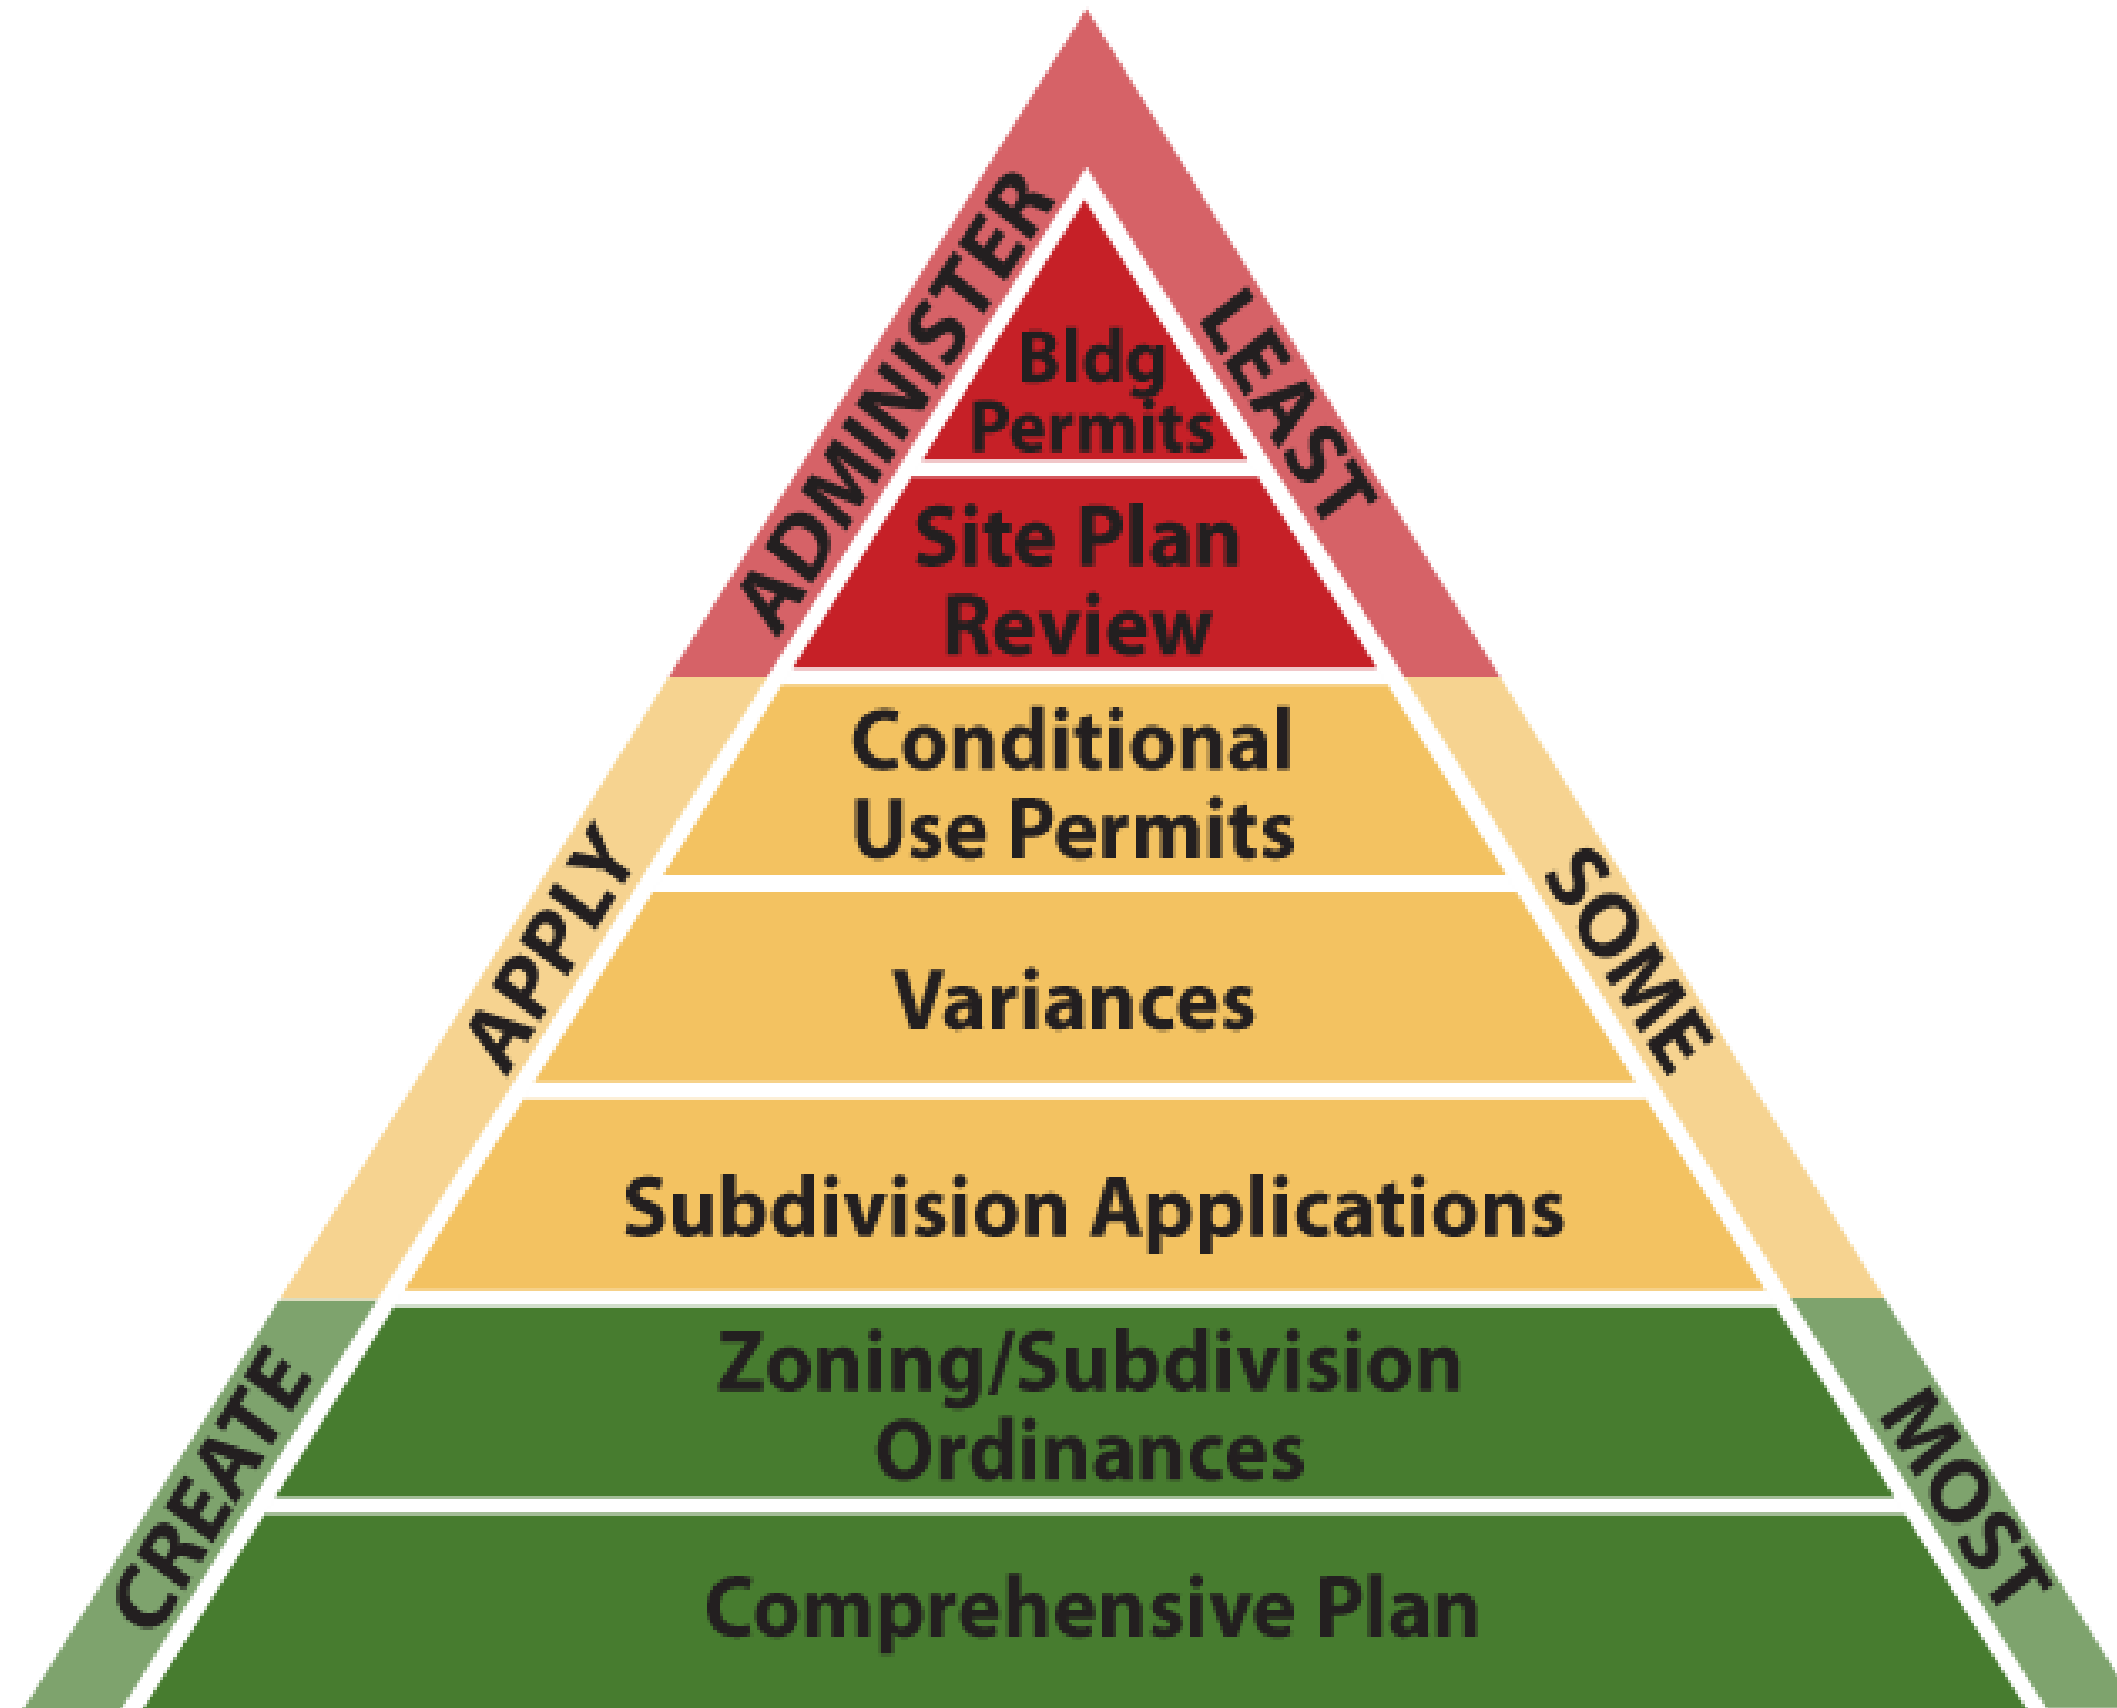 ADMINISTER
LEAST
Bldg
Permits
Site Plan
Review
APPLY
SOME
Conditional
Use Permits
Variances
Subdivision Applications
CREATE
MOST
Zoning/Subdivision
Ordinances
Comprehensive Plan